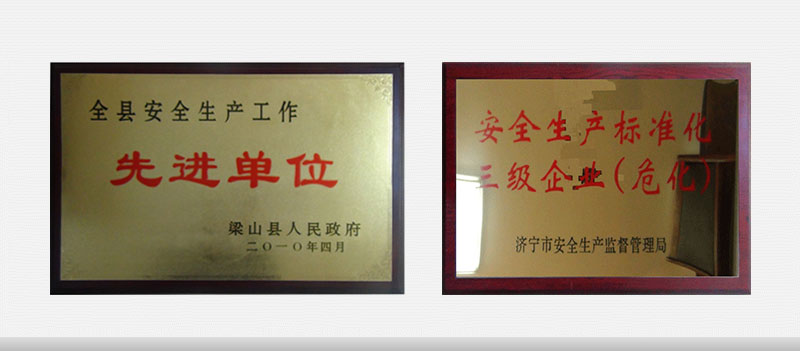 全县安全生产工作
先进单位
梁山县人民政府
二〇一〇年四月
安全生产标准化
三级企业(危化)
济宁市安全生产监督管理局